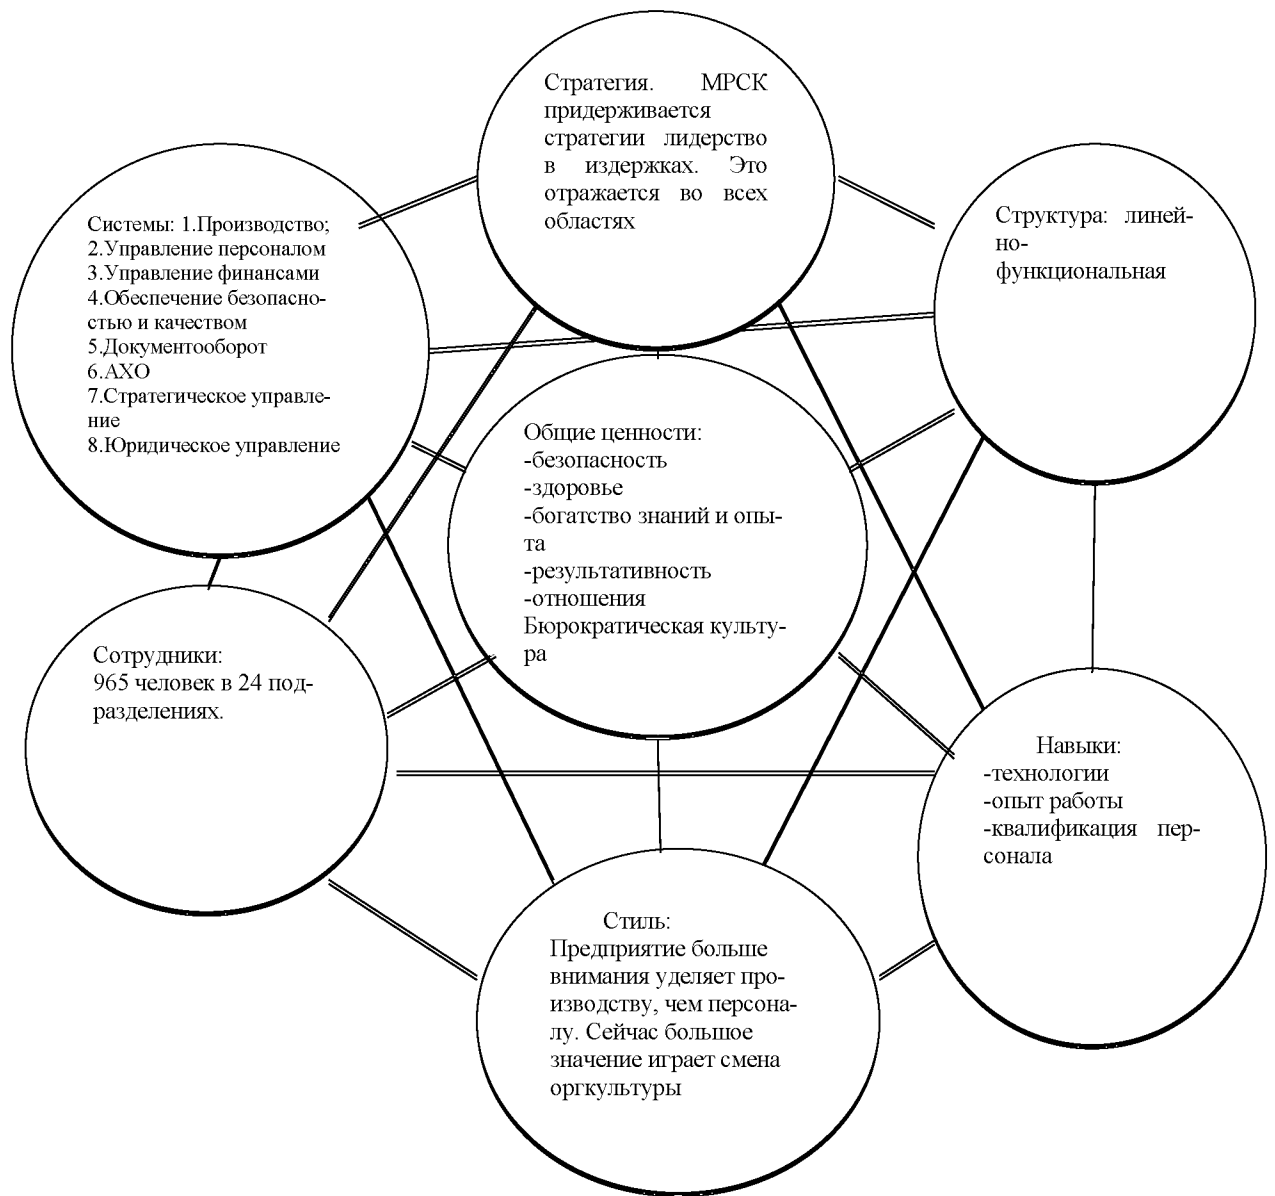 Стратегия. МРСК
придерживается
стратегии лидерство
в издержках. Это
отражается во всех
областях
Системы: 1.Производство;
2.Управление персоналом
3.Управление финансами
4.Обеспечение безопасно-
стью и качеством
5.Документооборот
6.АХО
7.Стратегическое управле-
ние
8.Юридическое управление
Структура: линей-
но-
функциональная
Общие ценности:
-безопасность
-здоровье
-богатство знаний и опы-
та
-результативность
-отношения
Бюрократическая культу-
ра
Сотрудники:
965 человек в 24 под-
разделениях.
Навыки:
-технологии
-опыт работы
-квалификация пер-
сонала
Стиль:
Предприятие больше
внимания уделяет про-
изводству, чем персона-
лу. Сейчас большое
значение играет смена
оргкультуры